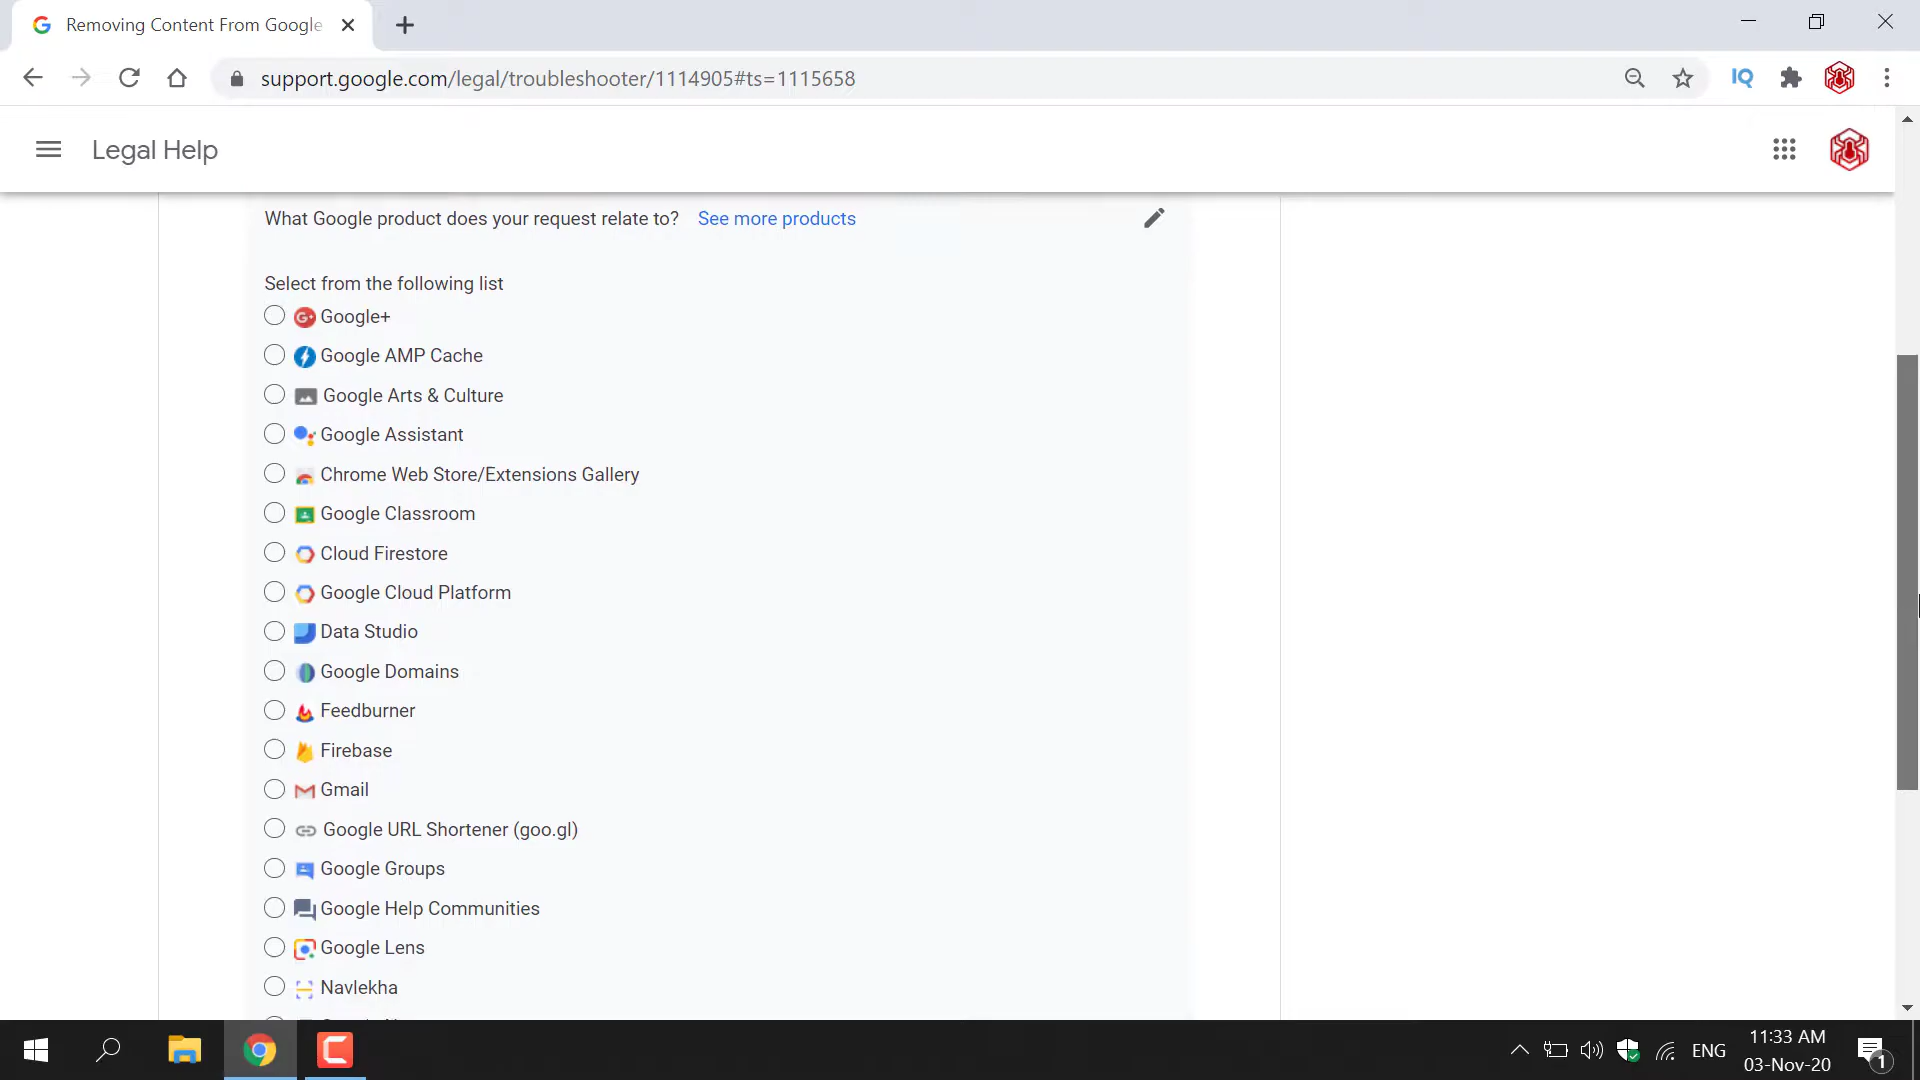 Removing Content From Google
support.google.com/legal/troubleshooter/1114905#ts=1115658
IQ
Legal Help
What Google product does your request relate to? See more products
Select from the following list
Google+
Google AMP Cache
Google Arts & Culture
Google Assistant
Chrome Web Store/Extensions Gallery
Google Classroom
Cloud Firestore
Google Cloud Platform
Data Studio
Google Domains
Feedburner
Firebase
Gmail
Google URL Shortener (goo.gl)
Google Groups
Google Help Communities
Google Lens
Navlekha
ENG
11:33 AM
03-Nov-20
1